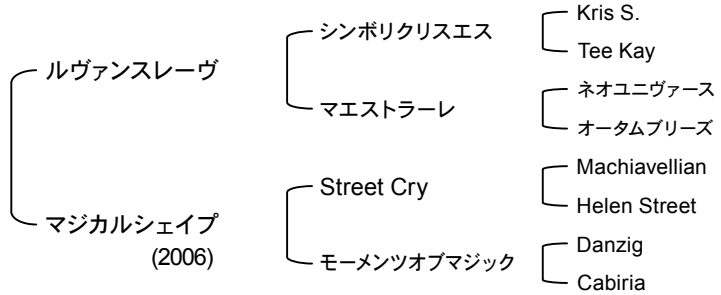 ルヴァンスレーヴ
シンボリクリスエス
Kris S.
Tee Kay
マエストラーレ
ネオユニヴァース
オータムブリーズ
マジカルシェイプ
(2006)
Street Cry
Machiavellian
Helen Street
モーメンツオブマジック
Danzig
Cabiria